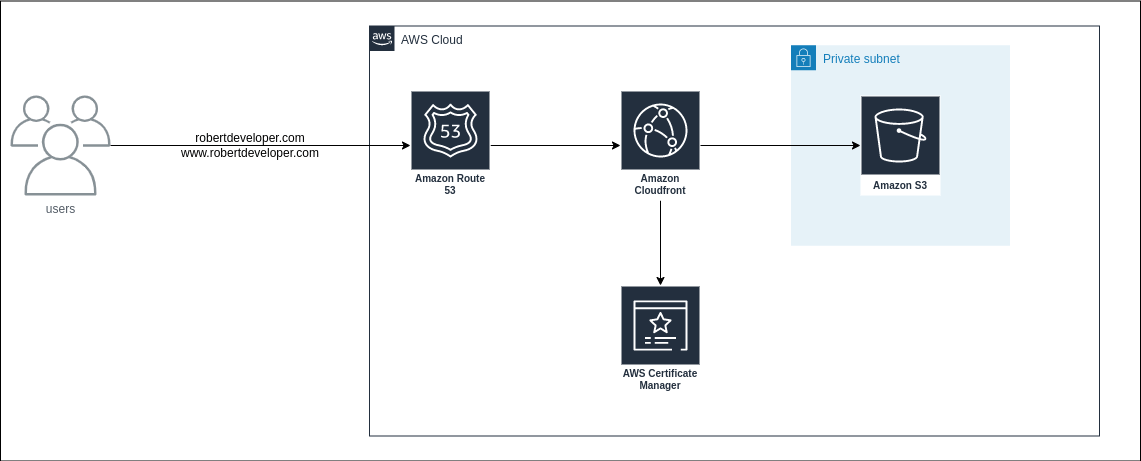 aws
AWS Cloud
Private subnet
robertdeveloper.com
www.robertdeveloper.com
53
Amazon Route
53
Amazon
Cloudfront
Amazon S3
users
AWS Certificate
Manager